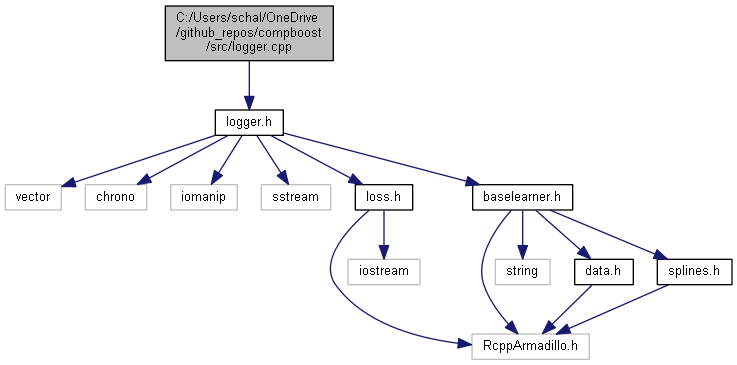 C:/Users/schal/OneDrive
/github_repos/compboost
/src/logger.cpp
logger.h
vector
chrono
iomanip
sstream
loss.h
baselearner.h
iostream
string
data.h
splines.h
RcppArmadillo.h